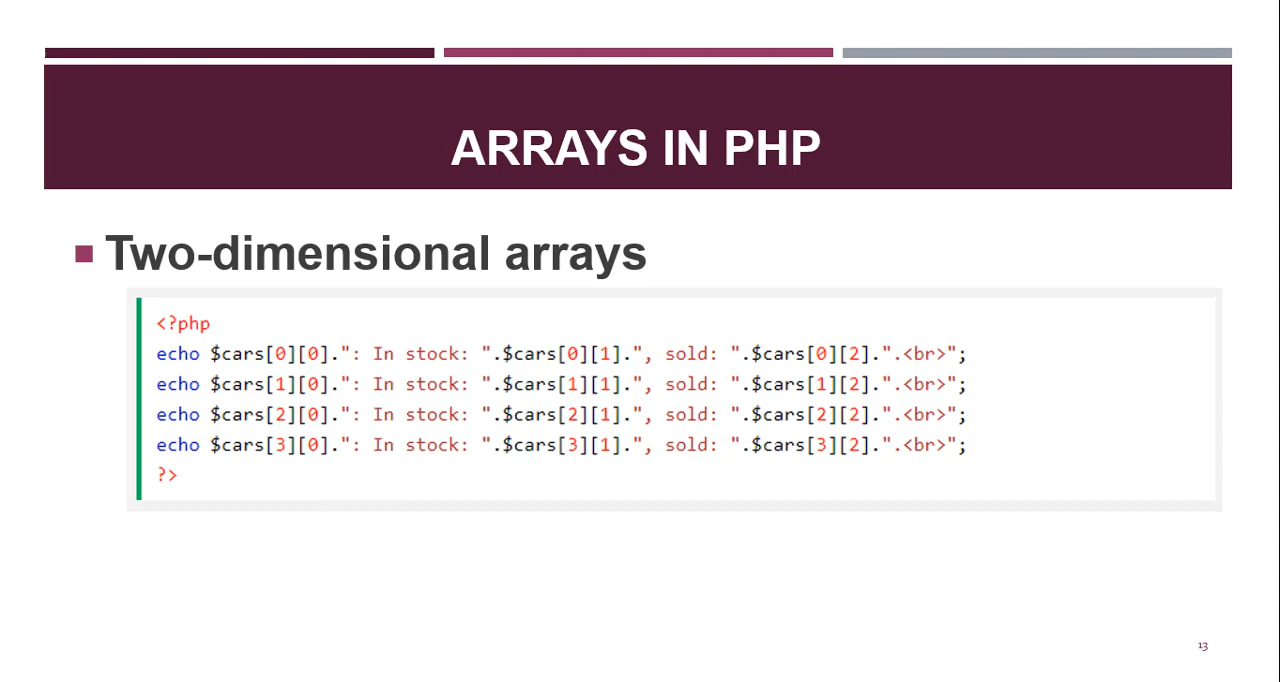 ARRAYS IN PHP
Two-dimensional arrays
<?php
echo $cars[0][0].": In stock: ".$cars[0][1].", sold: ".$cars[0][2].".<br>";
echo $cars[1][0].": In stock: ".$cars[1][1].", sold: ".$cars[1][2].".<br>";
echo $cars[2][0].": In stock: ".$cars[2][1].", sold: ".$cars[2][2].".<br>";
echo $cars[3][0].": In stock: ".$cars[3][1].", sold: ".$cars[3][2].".<br>";
?>
13